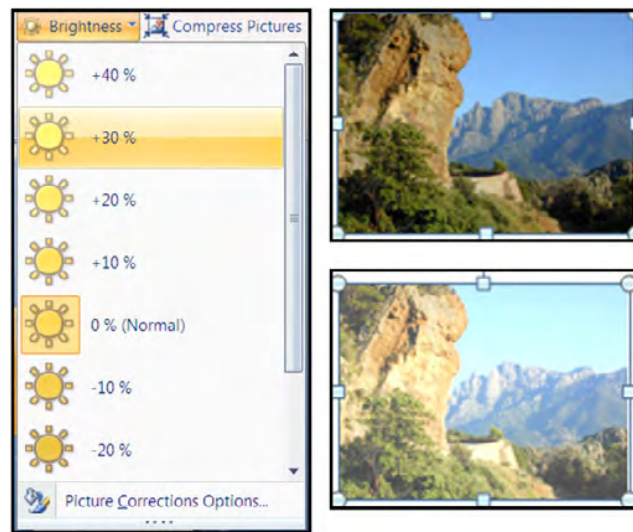 Brightness Compress Pictures
+40 %
+30 %
+20 %
+10 %
0 % (Normal)
-10 %
-20 %
Picture Corrections Options...